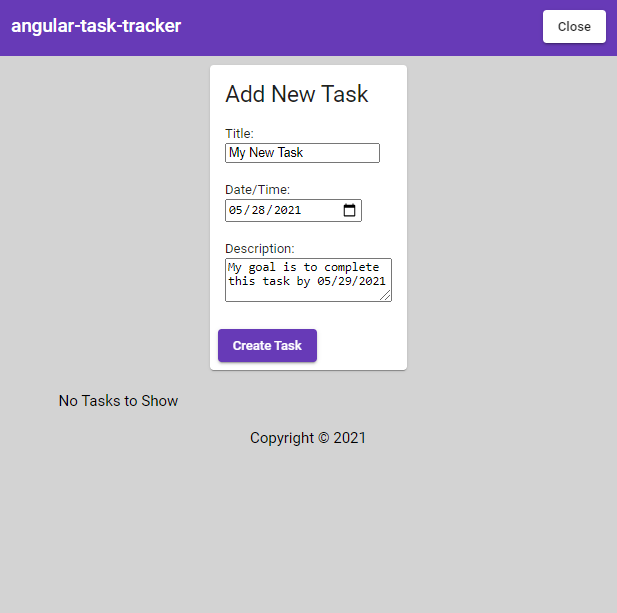 angular-task-tracker
Close
Add New Task
Title:
My New Task
Date/Time:
05/28/2021
Description:
My goal is to complete
this task by 05/29/2021
Create Task
No Tasks to Show
Copyright © 2021